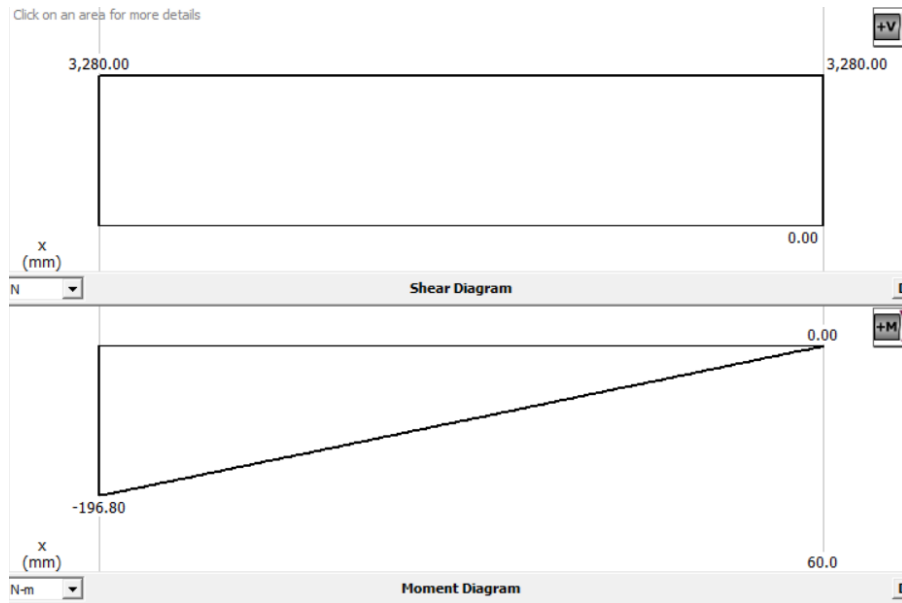 Click on an area for more details
+V
3,280.00
3,280.00
0.00
x
(mm)
N
Shear Diagram
0.00
+M
-196.80
x
(mm)
60.0
N-m
Moment Diagram